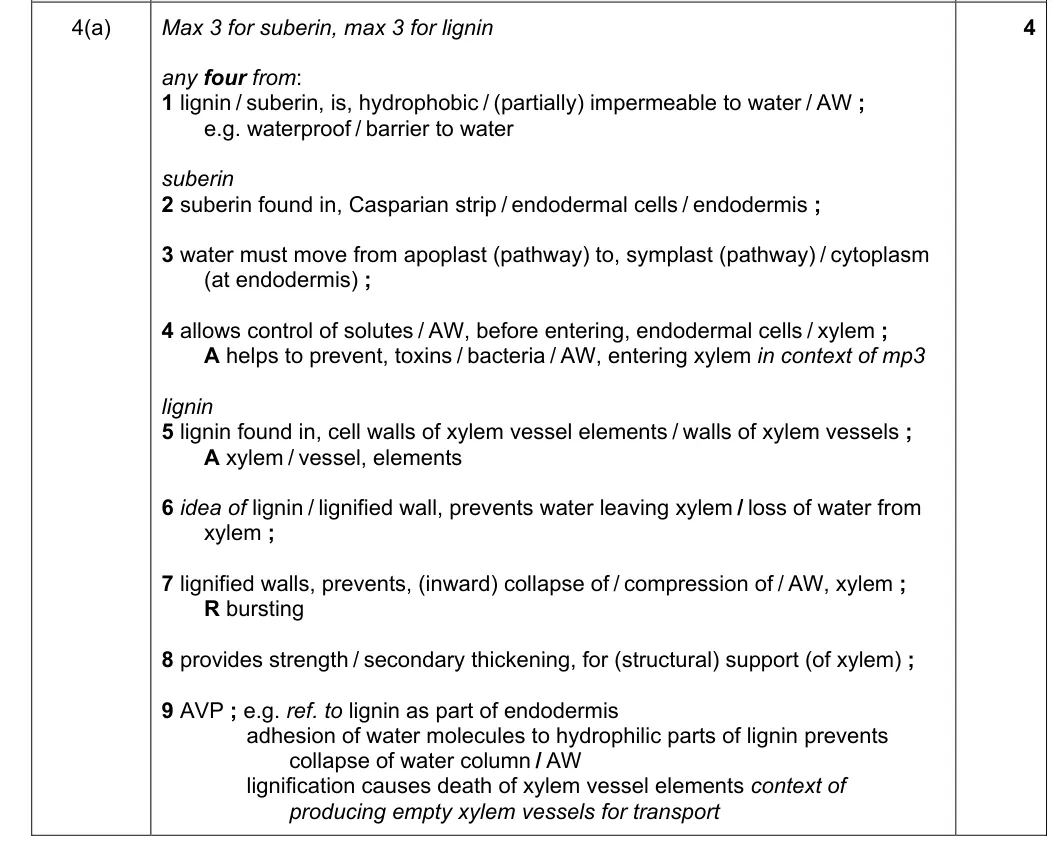 4(a) Max 3 for suberin, max 3 for lignin 4
any four from:
1 lignin / suberin, is, hydrophobic / (partially) impermeable to water / AW ;
e.g. waterproof / barrier to water
suberin
2 suberin found in, Casparian strip / endodermal cells / endodermis ;
3 water must move from apoplast (pathway) to, symplast (pathway) / cytoplasm
(at endodermis) ;
4 allows control of solutes / AW, before entering, endodermal cells / xylem ;
A helps to prevent, toxins / bacteria / AW, entering xylem in context of mp3
lignin
5 lignin found in, cell walls of xylem vessel elements / walls of xylem vessels ;
A xylem / vessel, elements
6 idea of lignin / lignified wall, prevents water leaving xylem / loss of water from
xylem ;
7 lignified walls, prevents, (inward) collapse of / compression of / AW, xylem ;
R bursting
8 provides strength / secondary thickening, for (structural) support (of xylem) ;
9 AVP ; e.g. ref. to lignin as part of endodermis
adhesion of water molecules to hydrophilic parts of lignin prevents
collapse of water column / AW
lignification causes death of xylem vessel elements context of
producing empty xylem vessels for transport